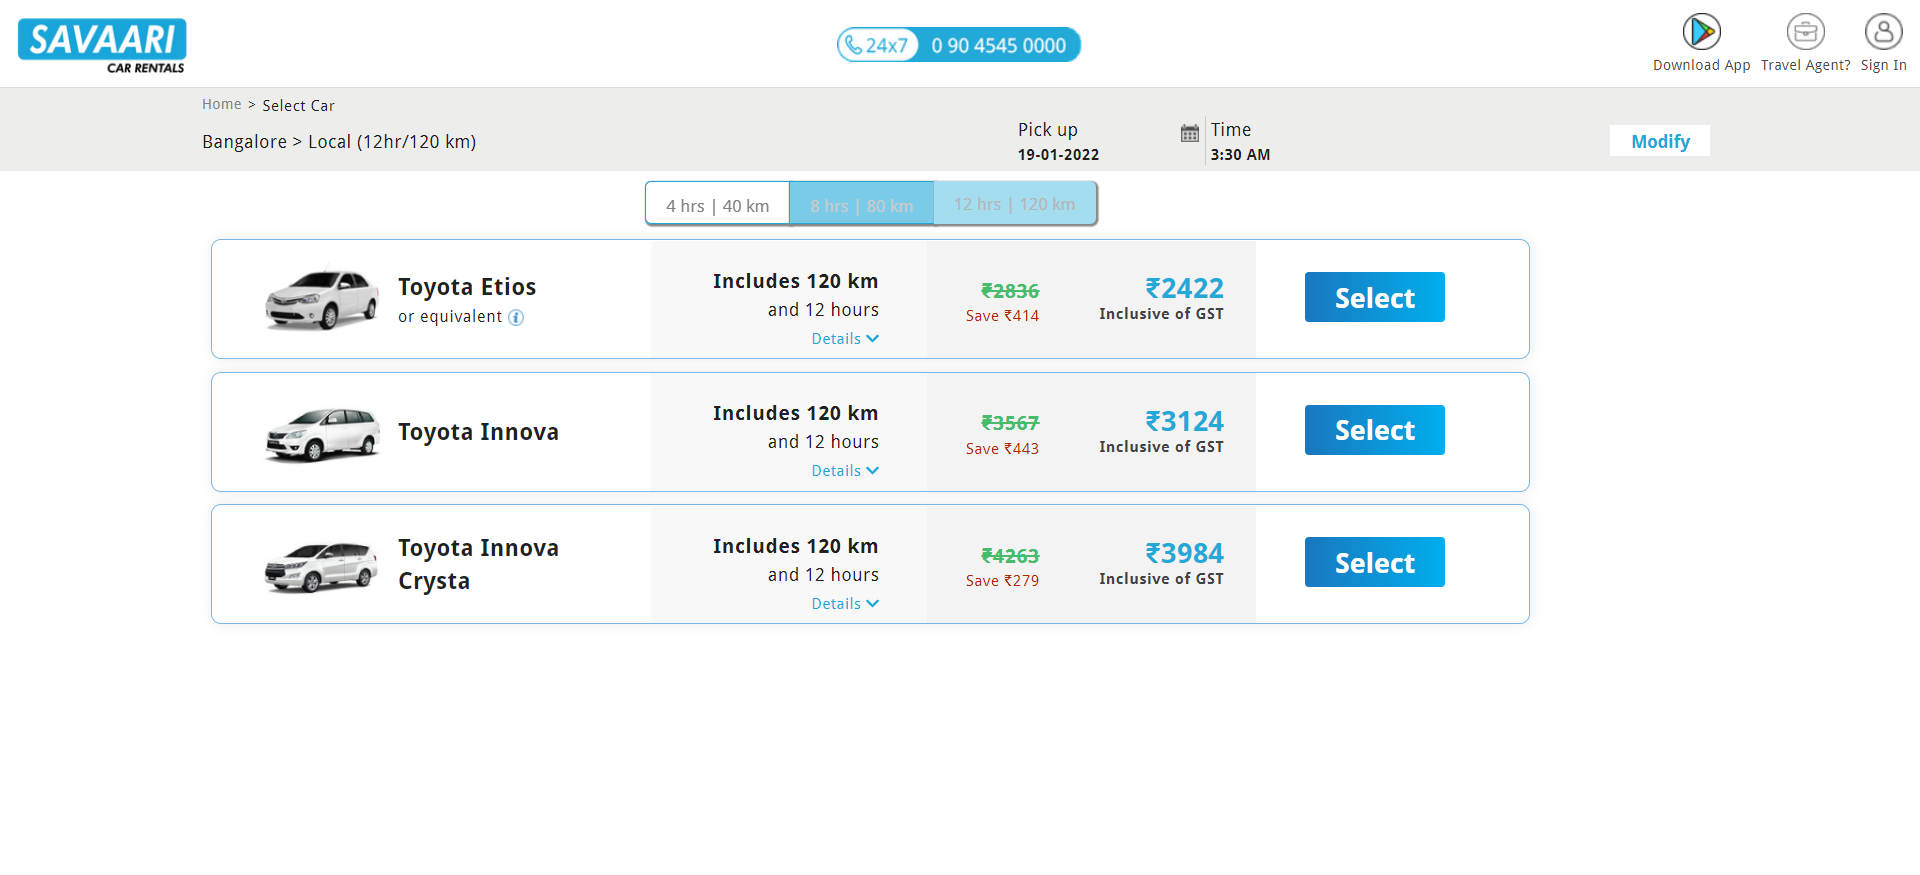 SAVAARI
CAR RENTALS
24x7 0 90 4545 0000
Download App Travel Agent? Sign In
Home > Select Car
Bangalore > Local (12hr/120 km)
Pick up
19-01-2022
Time
3:30 AM
Modify
4 hrs | 40 km 8 hrs | 80 km 12 hrs | 120 km
Toyota Etios
or equivalent i
Includes 120 km
and 12 hours
Details
₹2836
Save ₹414
₹2422
Inclusive of GST
Select
Toyota Innova
Includes 120 km
and 12 hours
Details
₹3567
Save ₹443
₹3124
Inclusive of GST
Select
Toyota Innova
Crysta
Includes 120 km
and 12 hours
Details
₹4263
Save ₹279
₹3984
Inclusive of GST
Select